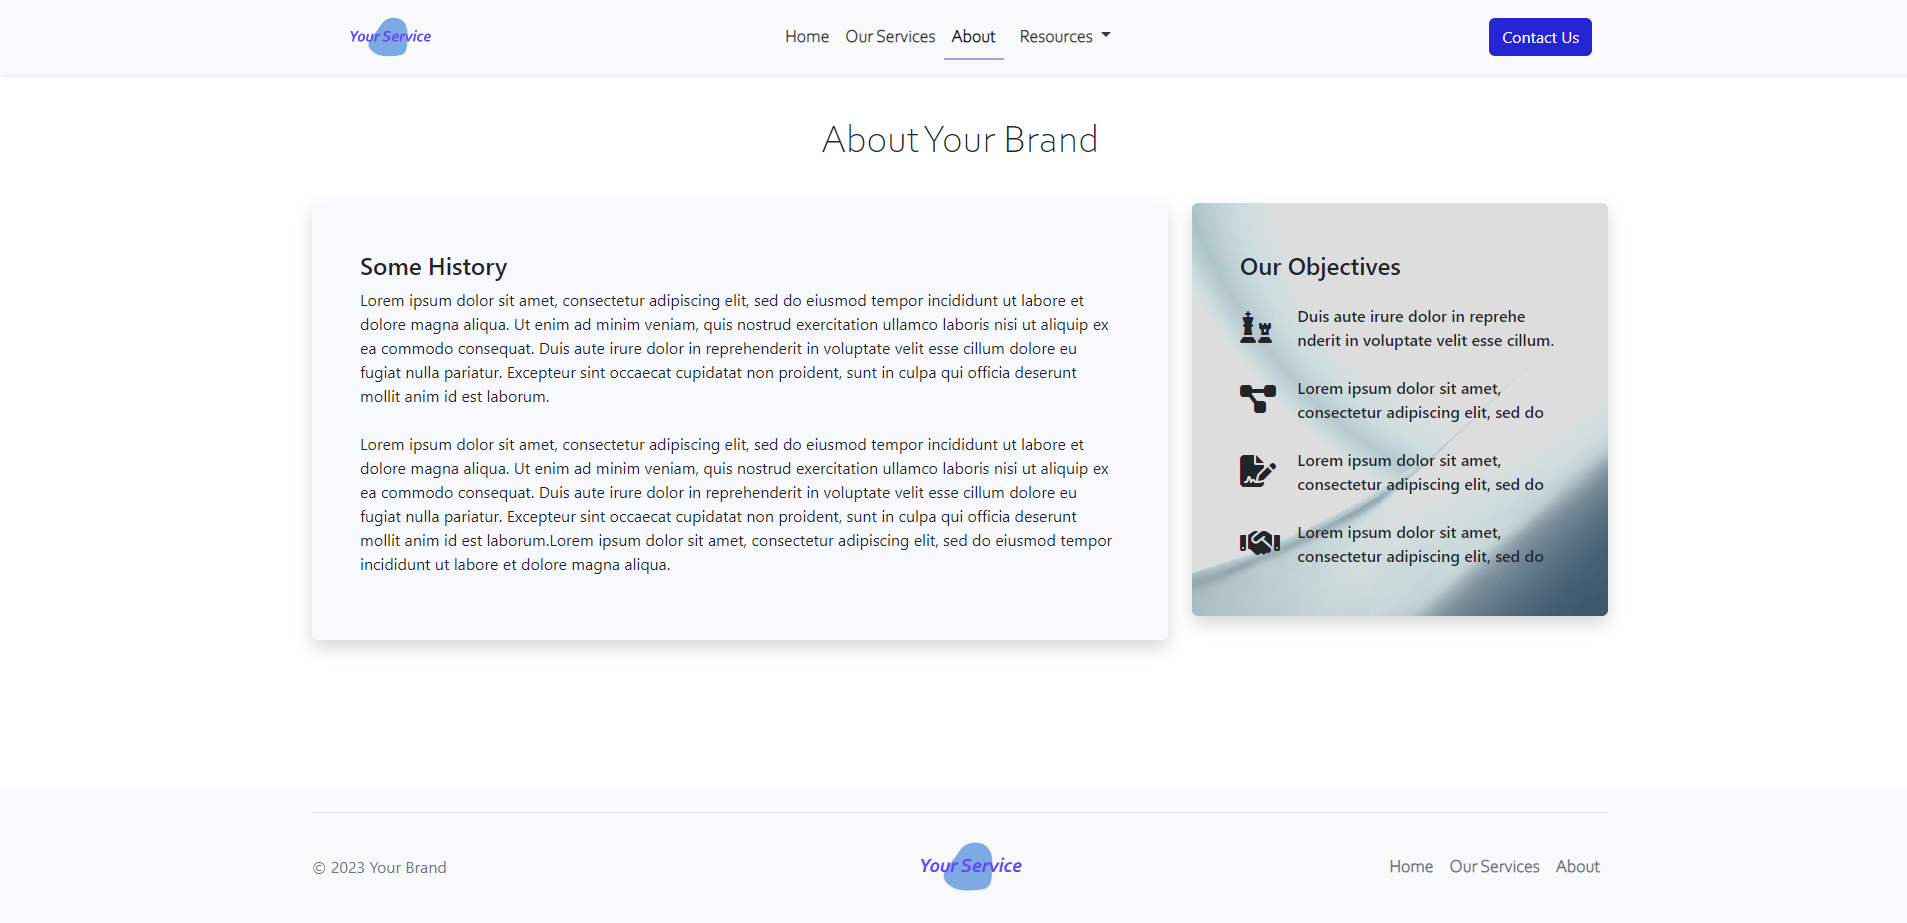 Your Service
Home Our Services About Resources
Contact Us
About Your Brand
Some History
Lorem ipsum dolor sit amet, consectetur adipiscing elit, sed do eiusmod tempor incididunt ut labore et
dolore magna aliqua. Ut enim ad minim veniam, quis nostrud exercitation ullamco laboris nisi ut aliquip ex
ea commodo consequat. Duis aute irure dolor in reprehenderit in voluptate velit esse cillum dolore eu
fugiat nulla pariatur. Excepteur sint occaecat cupidatat non proident, sunt in culpa qui officia deserunt
mollit anim id est laborum.
Lorem ipsum dolor sit amet, consectetur adipiscing elit, sed do eiusmod tempor incididunt ut labore et
dolore magna aliqua. Ut enim ad minim veniam, quis nostrud exercitation ullamco laboris nisi ut aliquip ex
ea commodo consequat. Duis aute irure dolor in reprehenderit in voluptate velit esse cillum dolore eu
fugiat nulla pariatur. Excepteur sint occaecat cupidatat non proident, sunt in culpa qui officia deserunt
mollit anim id est laborum.Lorem ipsum dolor sit amet, consectetur adipiscing elit, sed do eiusmod tempor
incididunt ut labore et dolore magna aliqua.
Our Objectives
Duis aute irure dolor in reprehe
nderit in voluptate velit esse cillum.
Lorem ipsum dolor sit amet,
consectetur adipiscing elit, sed do
Lorem ipsum dolor sit amet,
consectetur adipiscing elit, sed do
Lorem ipsum dolor sit amet,
consectetur adipiscing elit, sed do
© 2023 Your Brand
Your Service
Home Our Services About